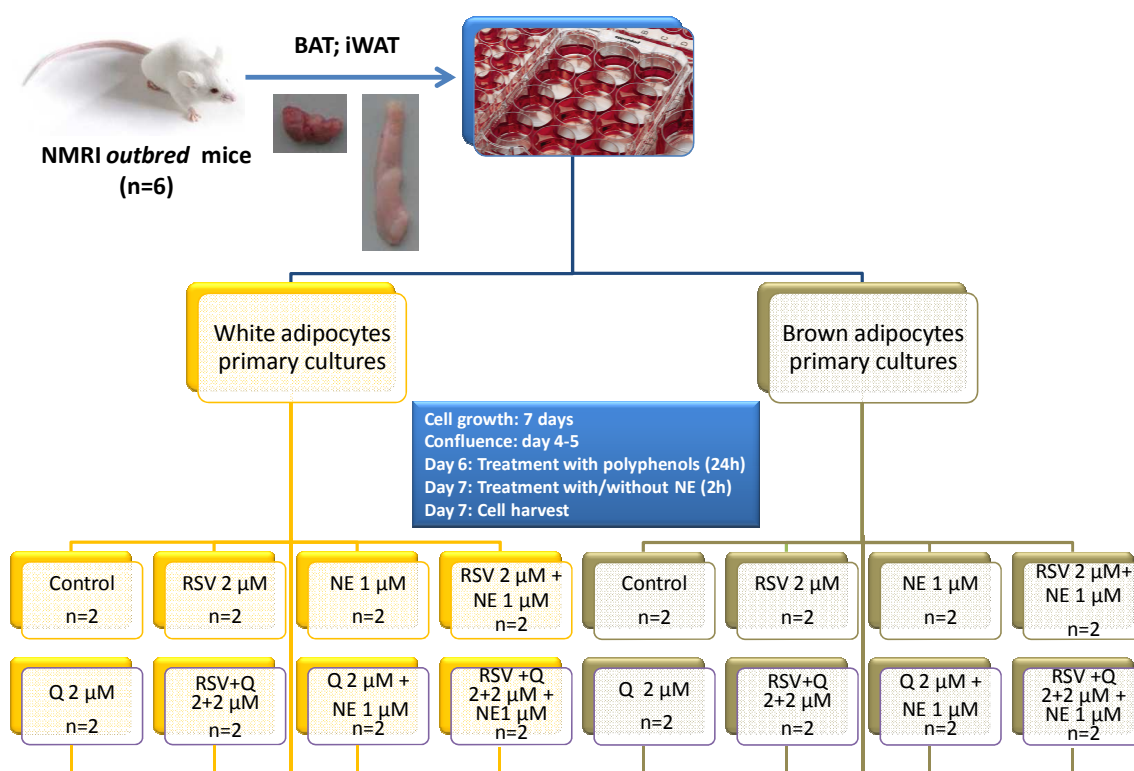 BAT; iWAT
NMRI outbred mice
(n=6)
White adipocytes
primary cultures
Brown adipocytes
primary cultures
Cell growth: 7 days
Confluence: day 4-5
Day 6: Treatment with polyphenols (24h)
Day 7: Treatment with/without NE (2h)
Day 7: Cell harvest
Control
n=2
RSV 2 µM
n=2
NE 1 µM
n=2
RSV 2 µM +
NE 1 µM
n=2
Control
n=2
RSV 2 µM
n=2
NE 1 µM
n=2
RSV 2 µM+
NE 1 µM
n=2
Q 2 µM
n=2
RSV+Q
2+2 µM
n=2
Q 2 µM +
NE 1 µM
n=2
RSV +Q
2+2 µM +
NE1 µM
n=2
Q 2 µM
n=2
RSV+Q
2+2 µM
n=2
Q 2 µM +
NE 1 µM
n=2
RSV +Q
2+2 µM +
NE 1 µM
n=2